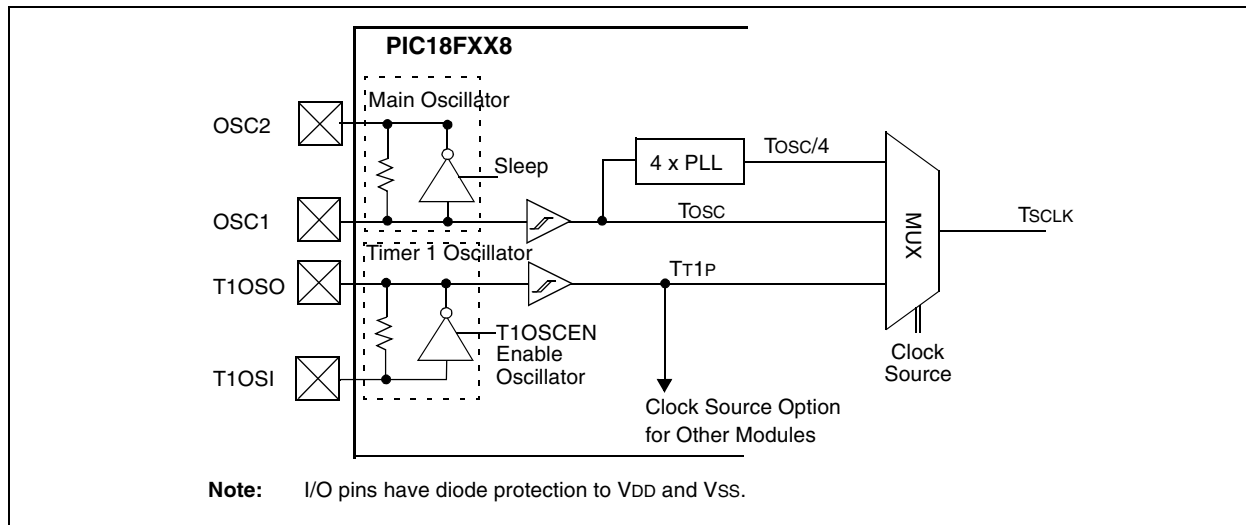 PIC18FXX8
Main Oscillator
OSC2
TOSC/4
4 x PLL
Sleep
OSC1
TOSC
MUX
TSCLK
Timer 1 Oscillator
T1OSO
TT1P
T1OSCEN
Enable
Oscillator
T1OSI
Clock
Source
Clock Source Option
for Other Modules
Note: I/O pins have diode protection to VDD and VSS.